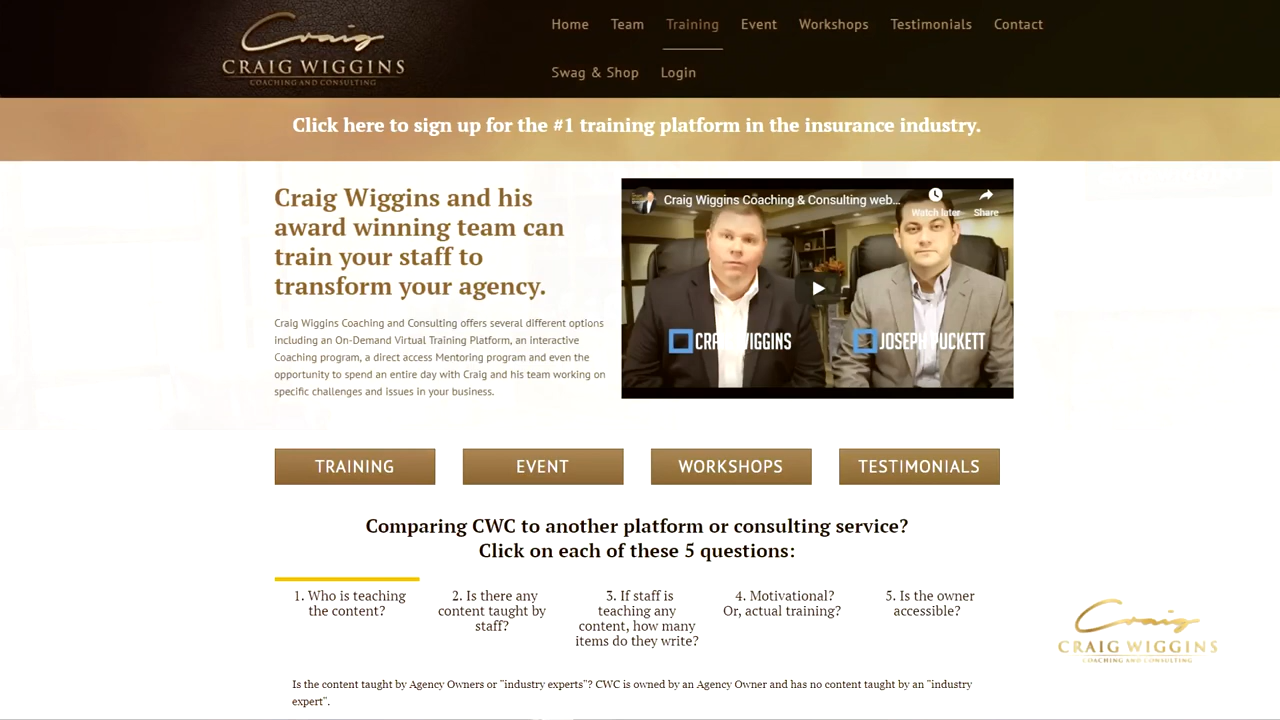 Craig
CRAIG WIGGINS
COACHING AND CONSULTING
Home Team Training Event Workshops Testimonials Contact
Swag & Shop Login
Click here to sign up for the #1 training platform in the insurance industry.
Craig Wiggins and his
award winning team can
train your staff to
transform your agency.
Craig Wiggins Coaching and Consulting offers several different options
including an On-Demand Virtual Training Platform, an interactive
Coaching program, a direct access Mentoring program and even the
opportunity to spend an entire day with Craig and his team working on
specific challenges and issues in your business.
Craig Wiggins Coaching & Consulting web...
Watch later Share
CRAIG WIGGINS
JOSEPH PUCKETT
TRAINING EVENT WORKSHOPS TESTIMONIALS
Comparing CWC to another platform or consulting service?
Click on each of these 5 questions:
1. Who is teaching
the content?
2. Is there any
content taught by
staff?
3. If staff is
teaching any
content, how many
items do they write?
4. Motivational?
Or, actual training?
5. Is the owner
accessible?
Craig
CRAIG WIGGINS
COACHING AND CONSULTING
Is the content taught by Agency Owners or "industry experts"? CWC is owned by an Agency Owner and has no content taught by an "industry
expert".